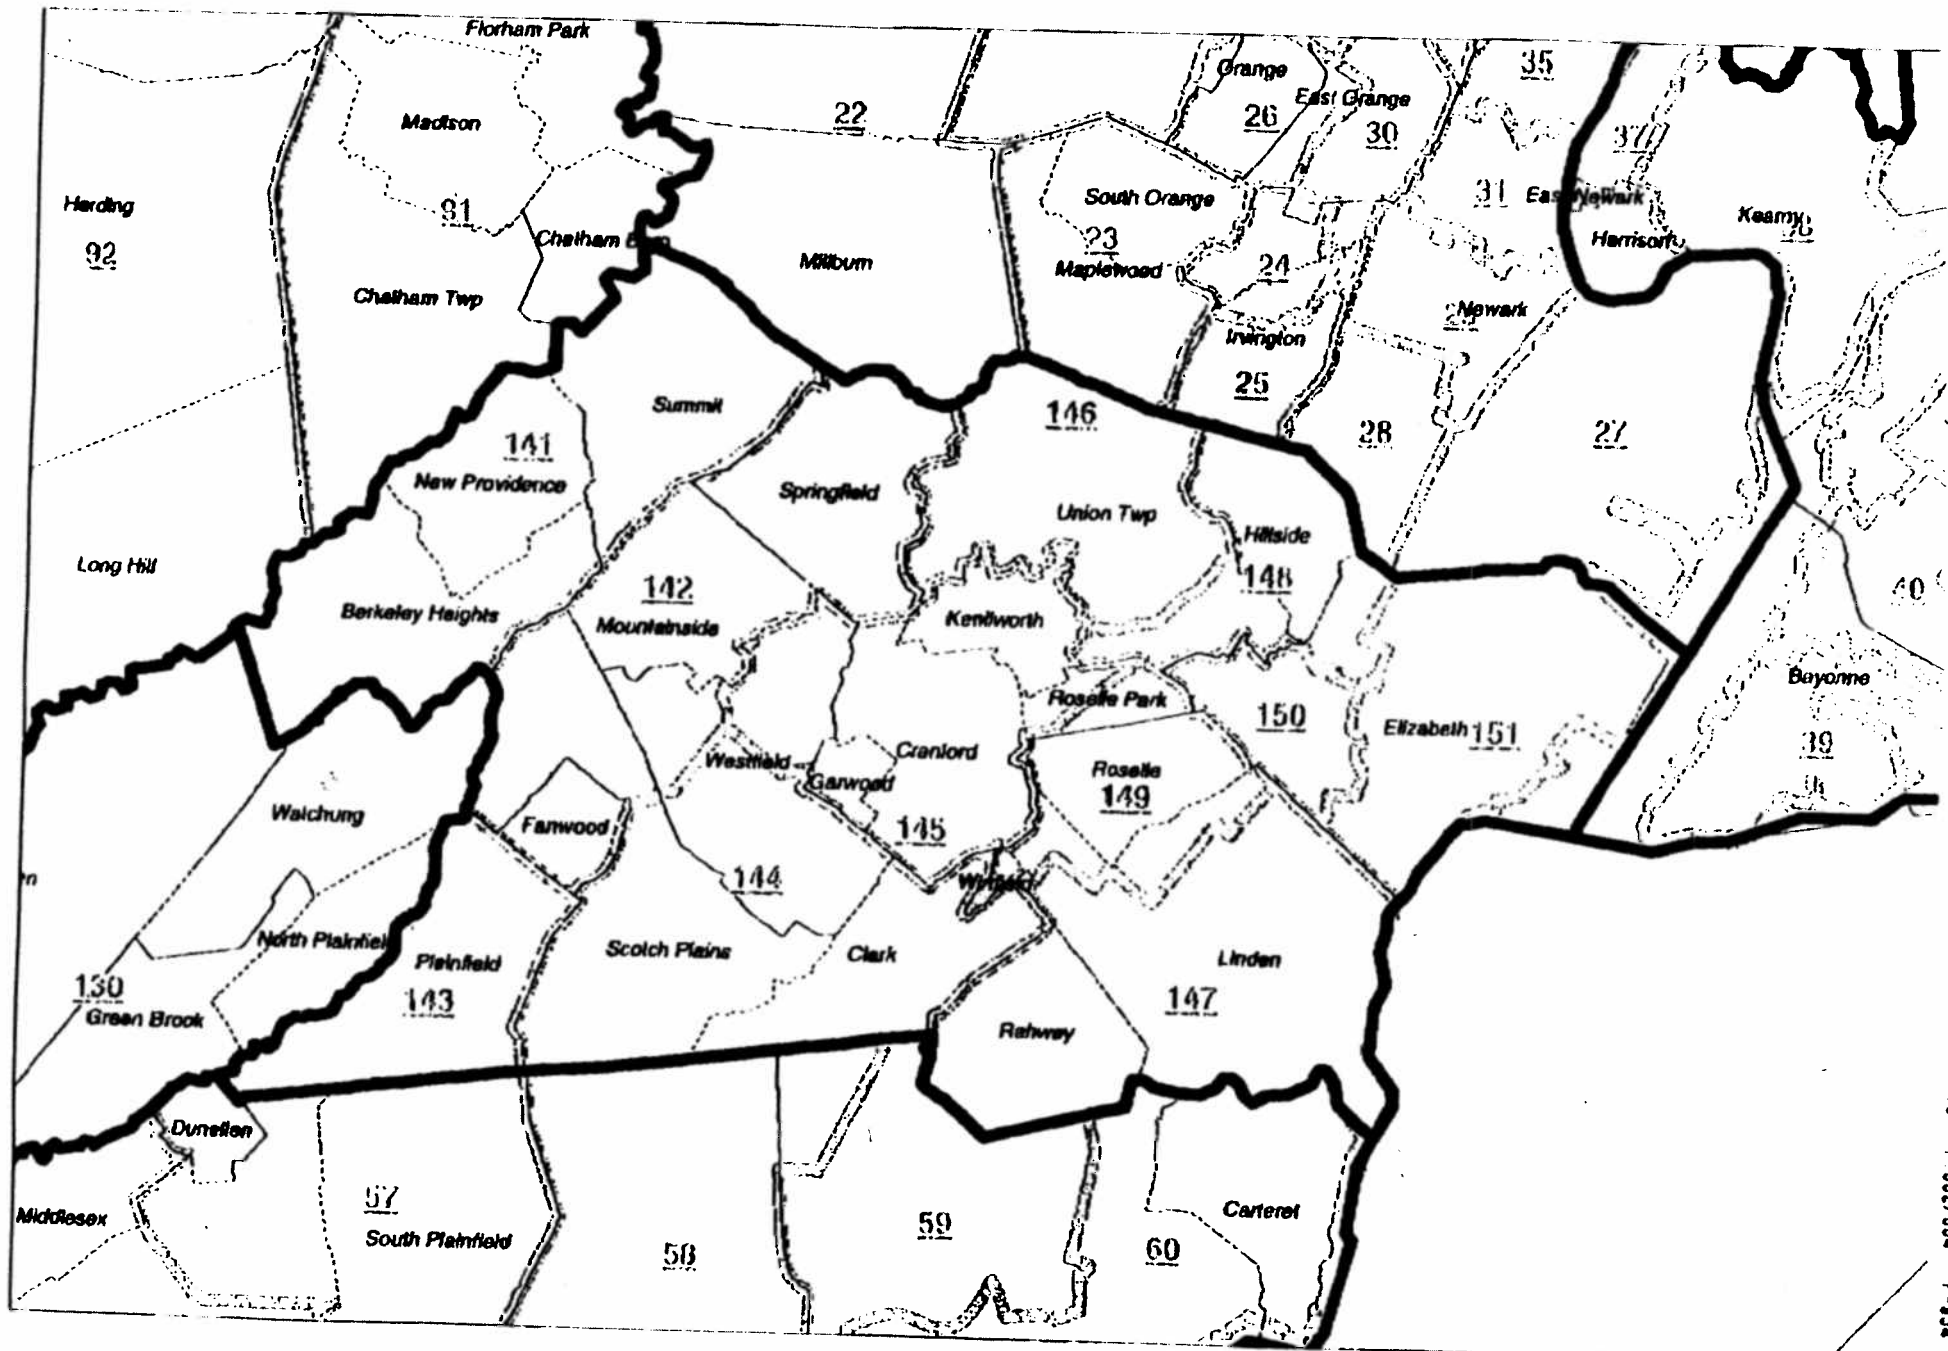 Florham Park
Orange
35
Madison
22
26
East Orange
30
37
Harding
92
91
Chatham Twp
Millburn
South Orange
23
Maplewood
24
31
East Newark
Harrison
Kearny
Newark
Irvington
25
Summit
146
28
27
141
New Providence
Springfield
Union Twp
Hillside
148
Long Hill
142
Berkeley Heights
Mountainside
Kenilworth
40
Bayonne
39
Roselle Park
150
Elizabeth 151
Westfield
Garwood
Cranford
Roselle
149
Watchung
Fanwood
145
144
Winfield
North Plainfiel
Plainfield
143
Scotch Plains
Clark
Linden
147
130
Green Brook
Rahway
Dunellen
57
Middlesex
South Plainfield
58
59
60
Carteret